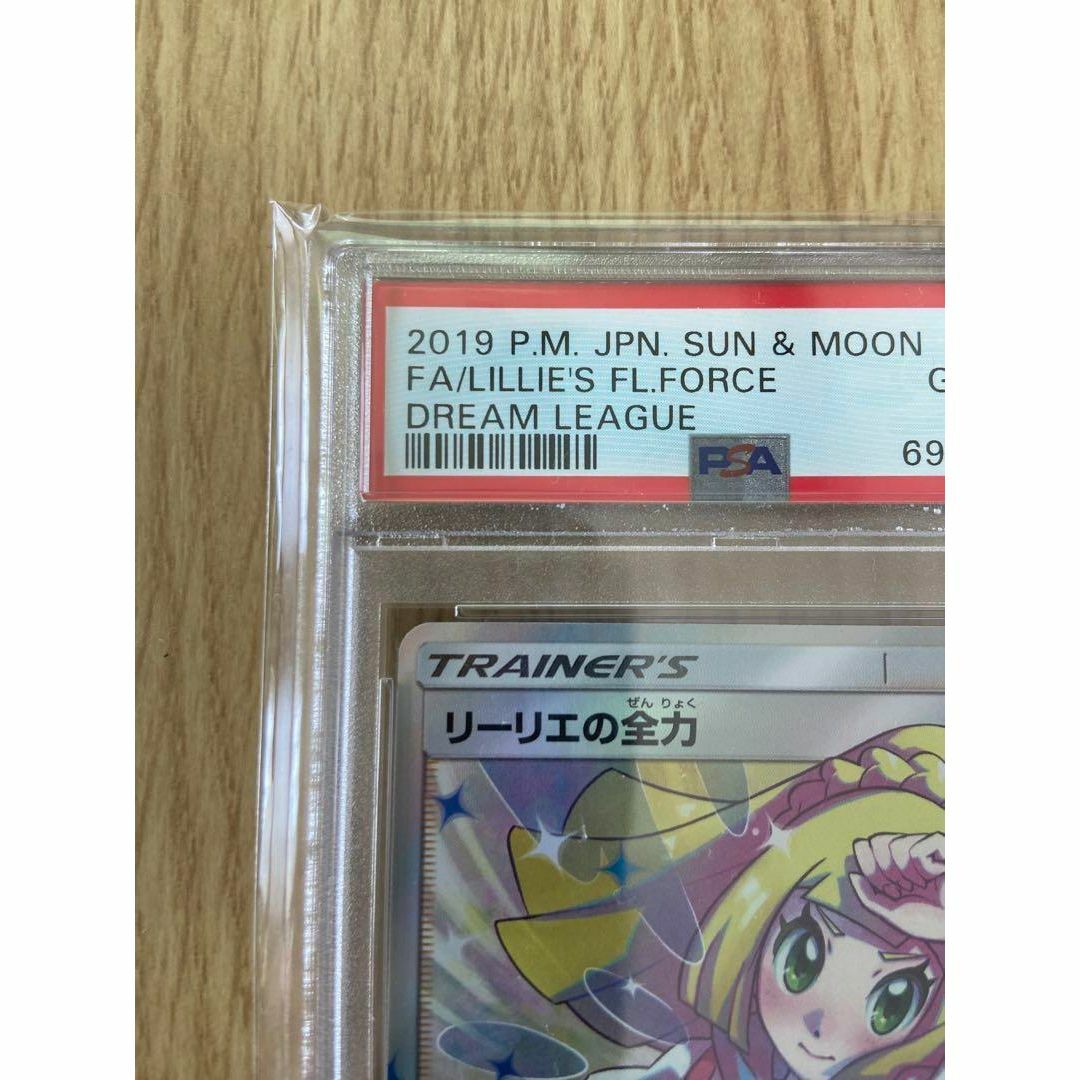 2019 P.M. JPN. SUN & MOON
FA/LILLIE'S FL.FORCE G
DREAM LEAGUE
PSA 69
TRAINER'S
ぜん りょく
リーリエの全力